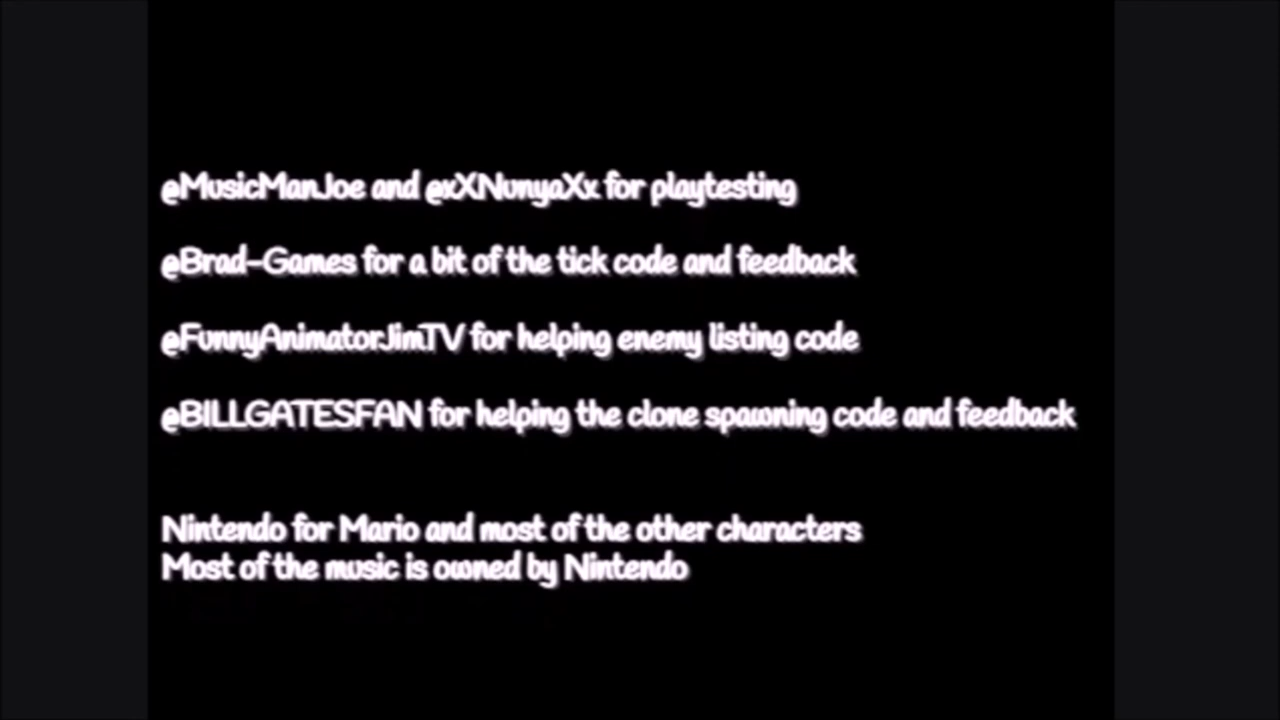 @MusicManJoe and @xXNunyaXx for playtesting
@Brad-Games for a bit of the tick code and feedback
@FunnyAnimatorJimTV for helping enemy listing code
@BILLGATESFAN for helping the clone spawning code and feedback
Nintendo for Mario and most of the other characters
Most of the music is owned by Nintendo